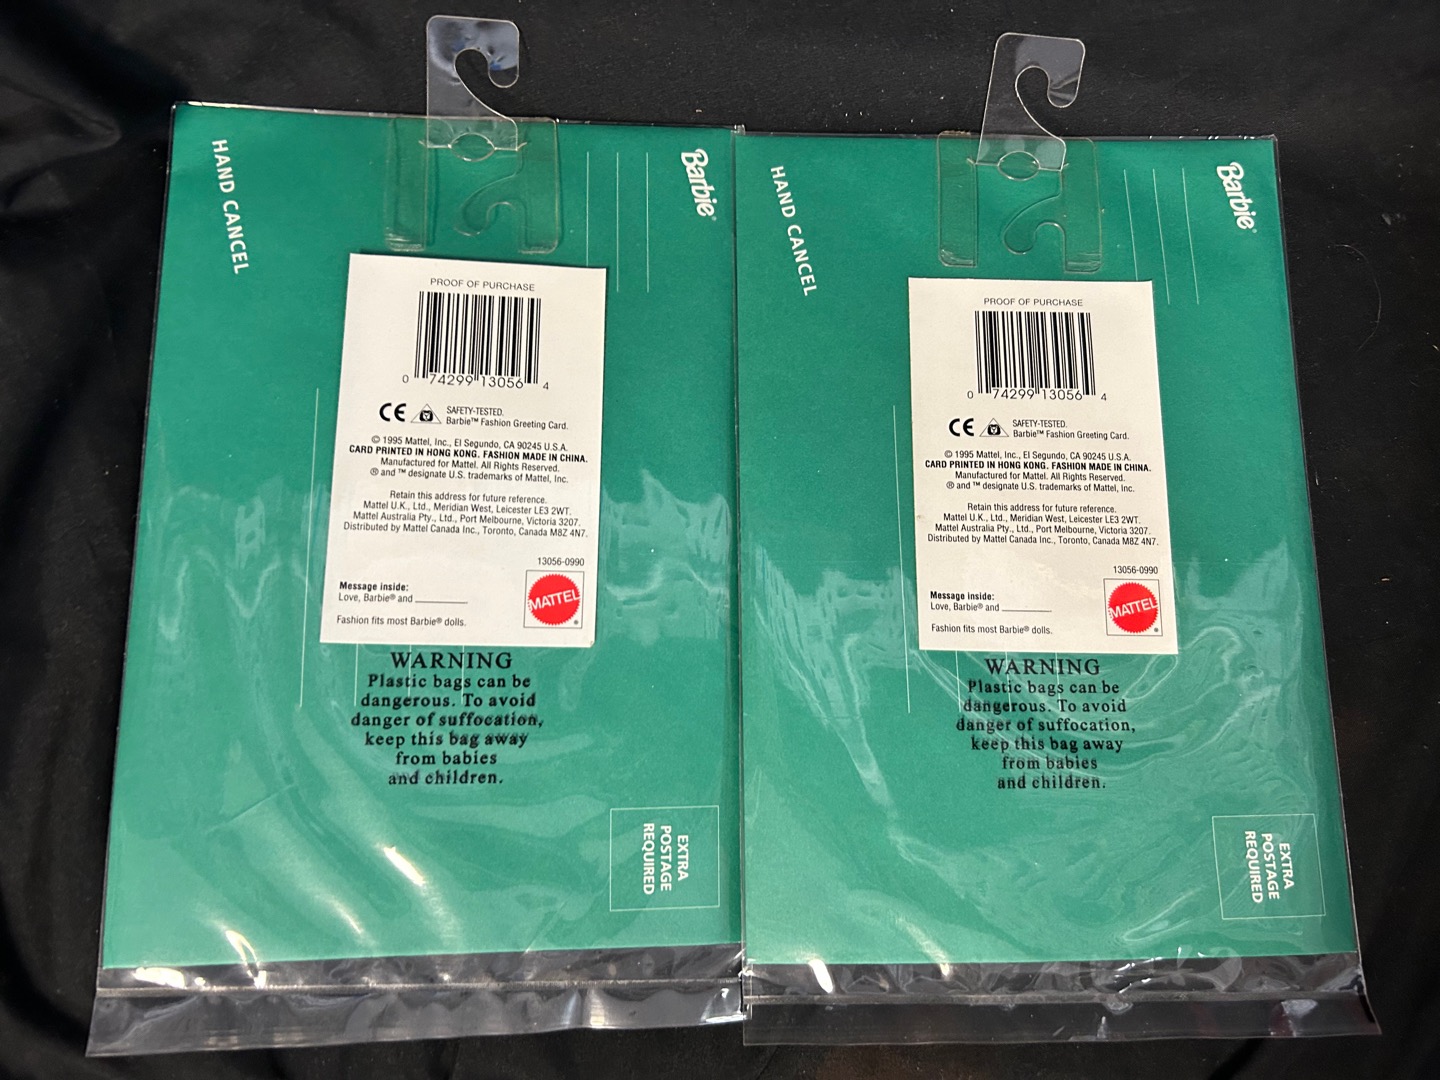 HAND CANCEL
Barbie®
PROOF OF PURCHASE
0 74299 13056 4
CE
SAFETY-TESTED.
Barbie™ Fashion Greeting Card.
© 1995 Mattel, Inc., El Segundo, CA 90245 U.S.A.
CARD PRINTED IN HONG KONG. FASHION MADE IN CHINA.
Manufactured for Mattel. All Rights Reserved.
® and ™ designate U.S. trademarks of Mattel, Inc.
Retain this address for future reference.
Mattel U.K., Ltd., Meridian West, Leicester LE3 2WT.
Mattel Australia Pty., Ltd., Port Melbourne, Victoria 3207.
Distributed by Mattel Canada Inc., Toronto, Canada M8Z 4N7.
13056-0990
Message inside:
Love, Barbie® and ________
MATTEL®
Fashion fits most Barbie® dolls.
WARNING
Plastic bags can be
dangerous. To avoid
danger of suffocation,
keep this bag away
from babies
and children.
EXTRA
POSTAGE
REQUIRED
HAND CANCEL
Barbie®
PROOF OF PURCHASE
0 74299 13056 4
CE
SAFETY-TESTED.
Barbie™ Fashion Greeting Card.
© 1995 Mattel, Inc., El Segundo, CA 90245 U.S.A.
CARD PRINTED IN HONG KONG. FASHION MADE IN CHINA.
Manufactured for Mattel. All Rights Reserved.
® and ™ designate U.S. trademarks of Mattel, Inc.
Retain this address for future reference.
Mattel U.K., Ltd., Meridian West, Leicester LE3 2WT.
Mattel Australia Pty., Ltd., Port Melbourne, Victoria 3207.
Distributed by Mattel Canada Inc., Toronto, Canada M8Z 4N7.
13056-0990
Message inside:
Love, Barbie® and ________
MATTEL®
Fashion fits most Barbie® dolls.
WARNING
Plastic bags can be
dangerous. To avoid
danger of suffocation,
keep this bag away
from babies
and children.
EXTRA
POSTAGE
REQUIRED